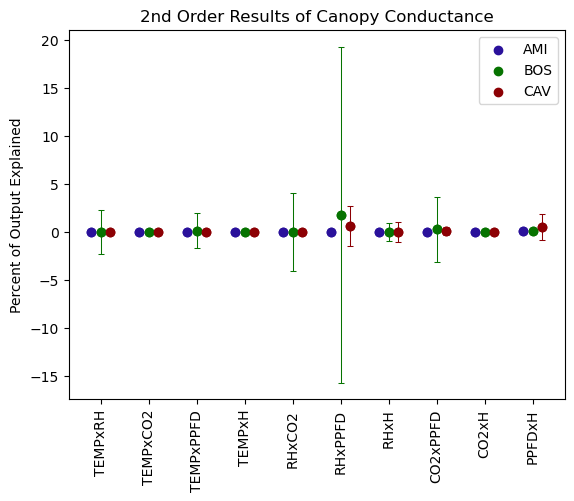 2nd Order Results of Canopy Conductance
AMI
BOS
CAV
Percent of Output Explained
20
15
10
5
0
−5
−10
−15
TEMPxRH
TEMPxCO2
TEMPxPPFD
TEMPxH
RHxCO2
RHxPPFD
RHxH
CO2xPPFD
CO2xH
PPFDxH